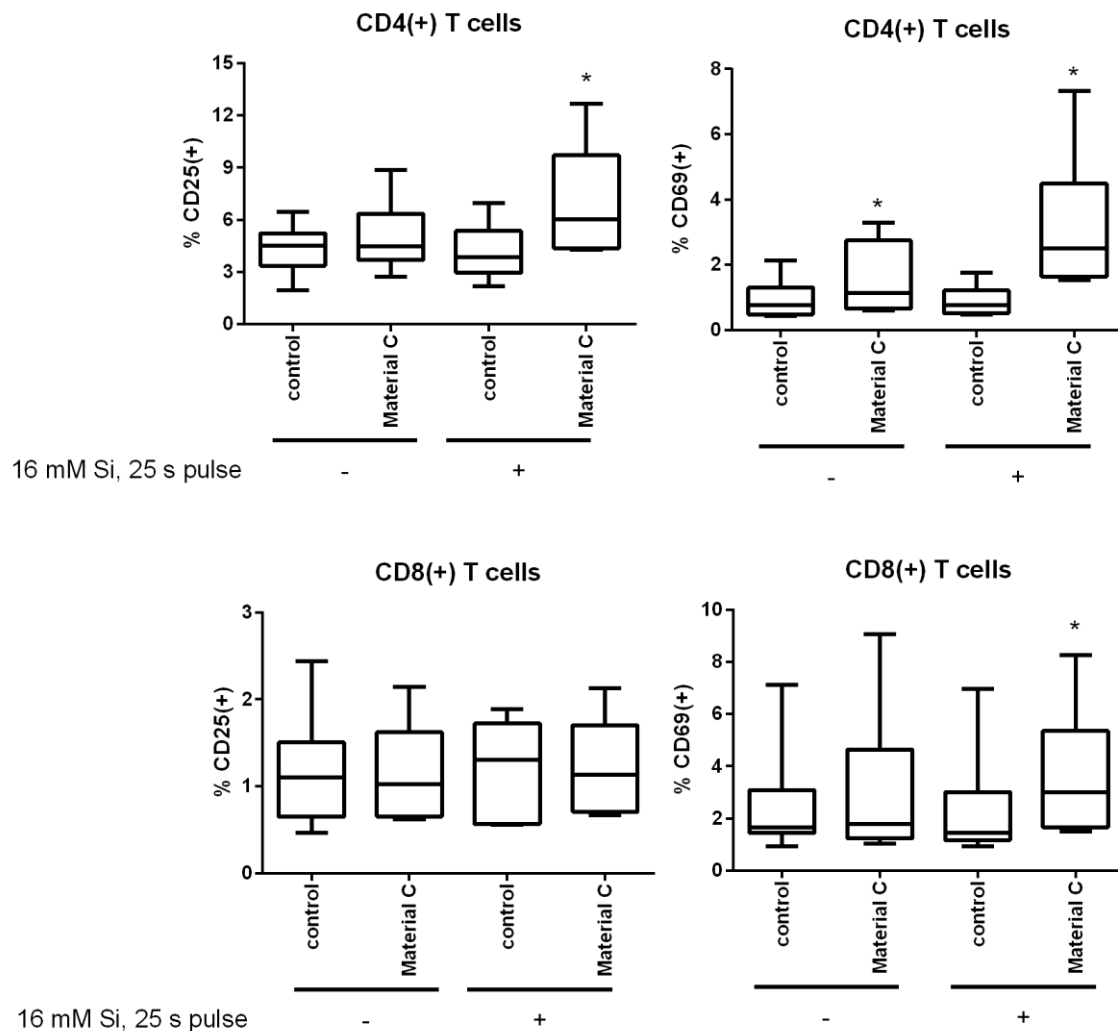 CD4(+) T cells
% CD25(+)
15
12
9
6
3
0
*
control
Material C
control
Material C
16 mM Si, 25 s pulse
-
+
CD4(+) T cells
% CD69(+)
8
6
4
2
0
*
*
control
Material C
control
Material C
-
+
CD8(+) T cells
% CD25(+)
3
2
1
0
control
Material C
control
Material C
16 mM Si, 25 s pulse
-
+
CD8(+) T cells
% CD69(+)
10
8
6
4
2
0
*
control
Material C
control
Material C
-
+